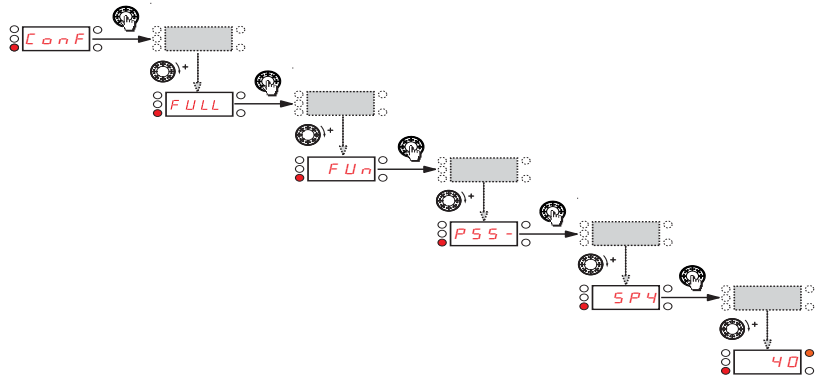 ConF
+
FULL
+
FUn
+
PSS-
+
SP4
+
40